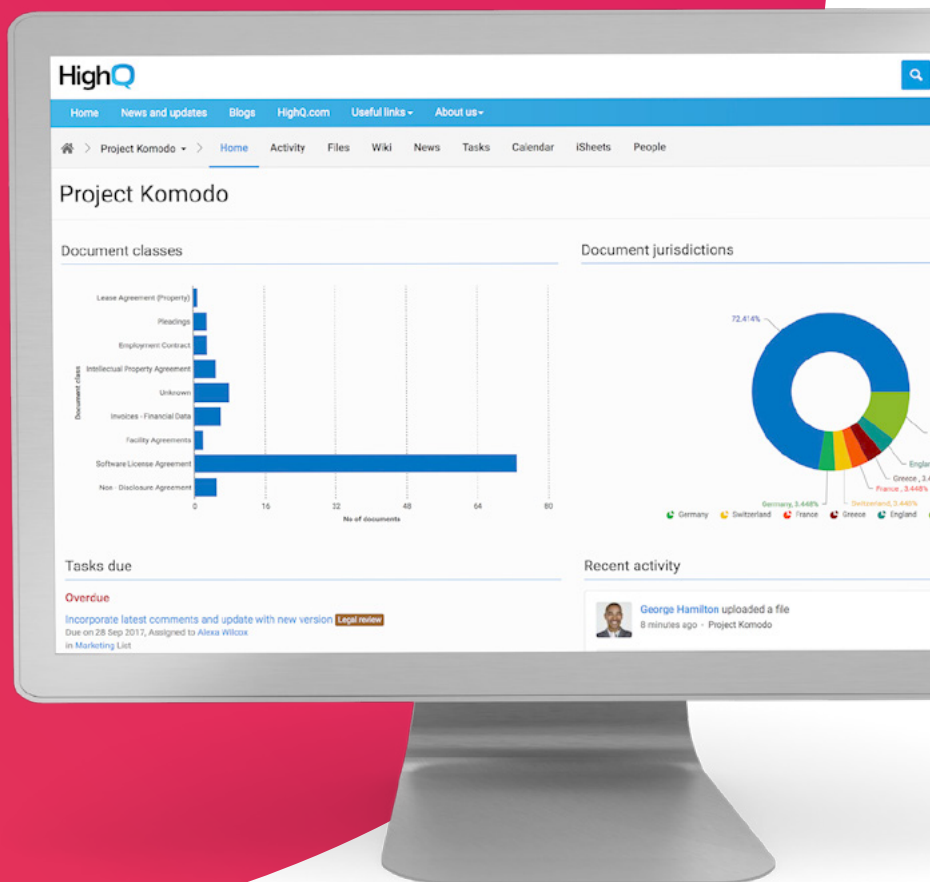 HighQ
Home News and updates Blogs HighQ.com Useful links About us
Project Komodo Home Activity Files Wiki News Tasks Calendar iSheets People
Project Komodo
Document classes
Document class
Lease Agreement (Property)
Pleadings
Employment Contract
Intellectual Property Agreement
Unknown
Invoices - Financial Data
Facility Agreements
Software License Agreement
Non - Disclosure Agreement
0 16 32 48 64 80
No of documents
Document jurisdictions
72.414%
Englan
Greece , 3.4
France , 3.448%
Germany, 3.448% Switzerland, 3.448%
Germany Switzerland France Greece England
Tasks due
Overdue
Incorporate latest comments and update with new version Legal review
Due on 28 Sep 2017, Assigned to Alexa Wilcox
in Marketing List
Recent activity
George Hamilton uploaded a file
8 minutes ago - Project Komodo